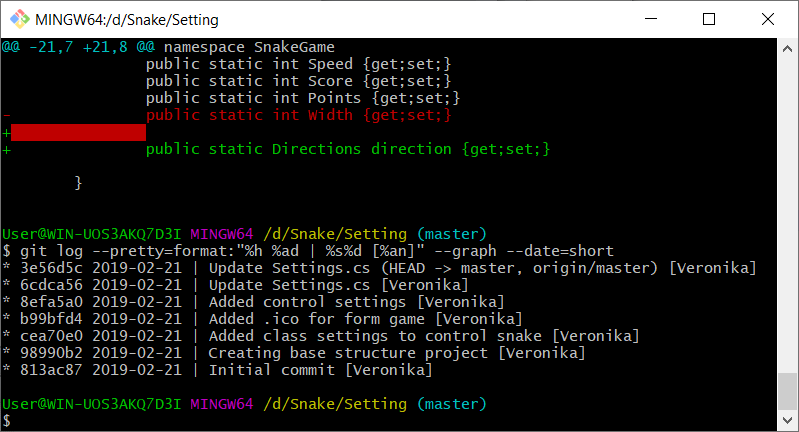 MINGW64:/d/Snake/Setting
@@ -21,7 +21,8 @@ namespace SnakeGame
                public static int Speed {get;set;}
                public static int Score {get;set;}
                public static int Points {get;set;}
-               public static int Width {get;set;}
+
+               public static Directions direction {get;set;}
        }
User@WIN-UOS3AKQ7D3I MINGW64 /d/Snake/Setting (master)
$ git log --pretty=format:"%h %ad | %s%d [%an]" --graph --date=short
* 3e56d5c 2019-02-21 | Update Settings.cs (HEAD -> master, origin/master) [Veronika]
* 6cdca56 2019-02-21 | Update Settings.cs [Veronika]
* 8efa5a0 2019-02-21 | Added control settings [Veronika]
* b99bfd4 2019-02-21 | Added .ico for form game [Veronika]
* cea70e0 2019-02-21 | Added class settings to control snake [Veronika]
* 98990b2 2019-02-21 | Creating base structure project [Veronika]
* 813ac87 2019-02-21 | Initial commit [Veronika]
User@WIN-UOS3AKQ7D3I MINGW64 /d/Snake/Setting (master)
$